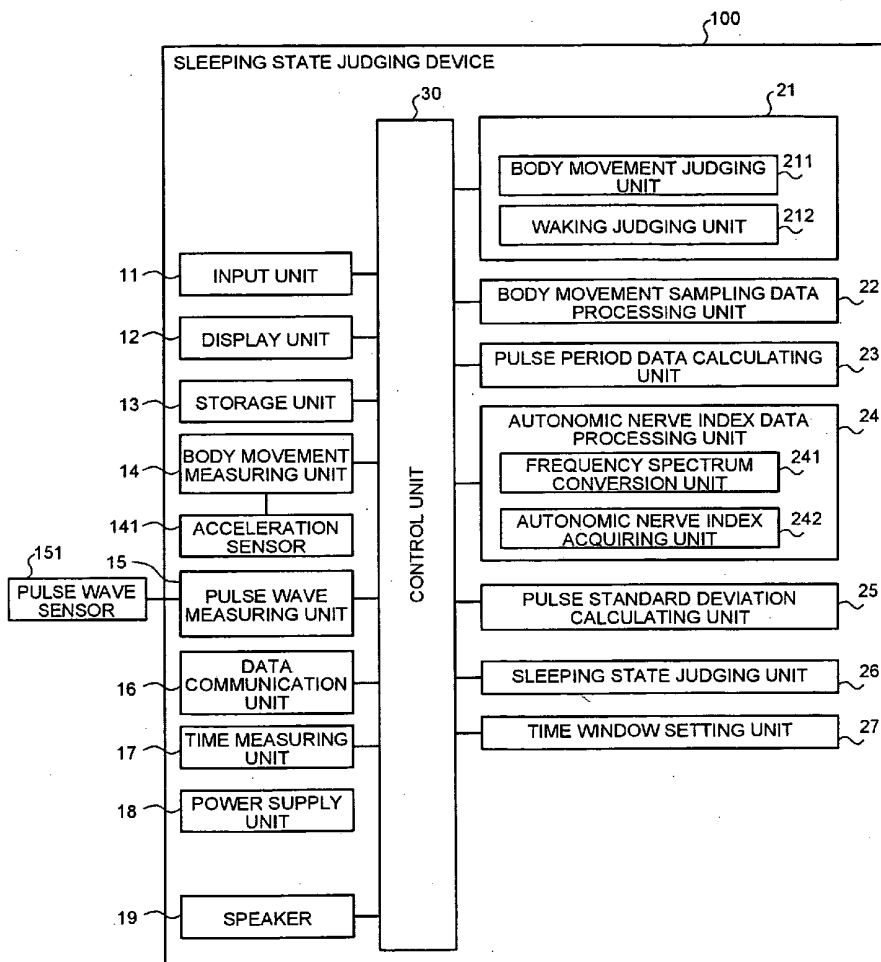 100
SLEEPING STATE JUDGING DEVICE
30
CONTROL UNIT
11
INPUT UNIT
12
DISPLAY UNIT
13
STORAGE UNIT
14
BODY MOVEMENT
MEASURING UNIT
141
ACCELERATION
SENSOR
151
PULSE WAVE
SENSOR
15
PULSE WAVE
MEASURING UNIT
16
DATA
COMMUNICATION
UNIT
17
TIME MEASURING
UNIT
18
POWER SUPPLY
UNIT
19
SPEAKER
21
BODY MOVEMENT JUDGING
UNIT
211
WAKING JUDGING UNIT
212
BODY MOVEMENT SAMPLING DATA
PROCESSING UNIT
22
PULSE PERIOD DATA CALCULATING
UNIT
23
AUTONOMIC NERVE INDEX DATA
PROCESSING UNIT
24
FREQUENCY SPECTRUM
CONVERSION UNIT
241
AUTONOMIC NERVE INDEX
ACQUIRING UNIT
242
PULSE STANDARD DEVIATION
CALCULATING UNIT
25
SLEEPING STATE JUDGING UNIT
26
TIME WINDOW SETTING UNIT
27